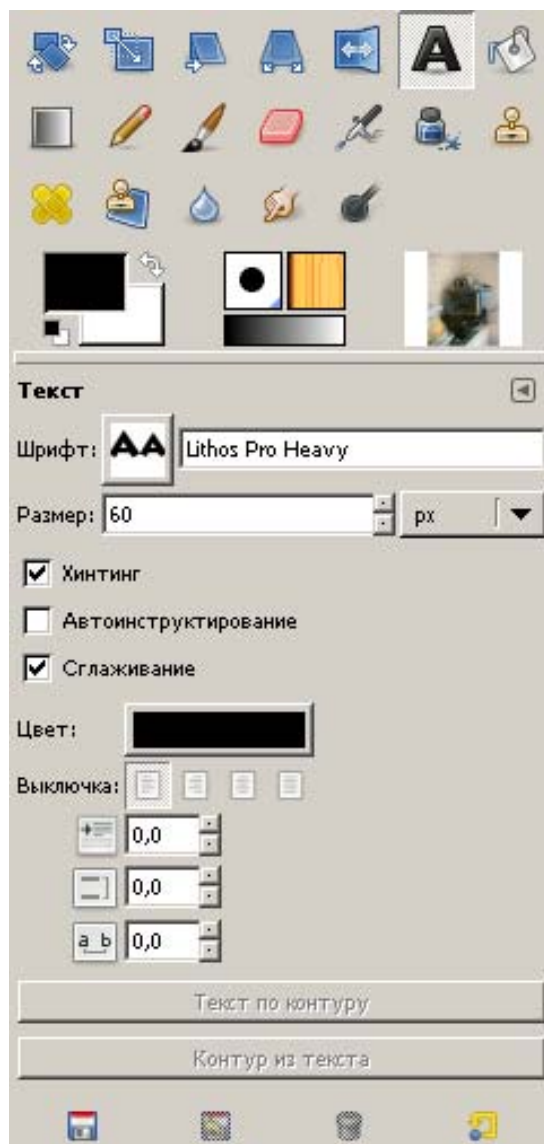 Текст
Шрифт: AA Lithos Pro Heavy
Размер: 60 px
Хинтинг
Автоинструктирование
Сглаживание
Цвет:
Выключка:
0,0
0,0
a b 0,0
Текст по контуру
Контур из текста